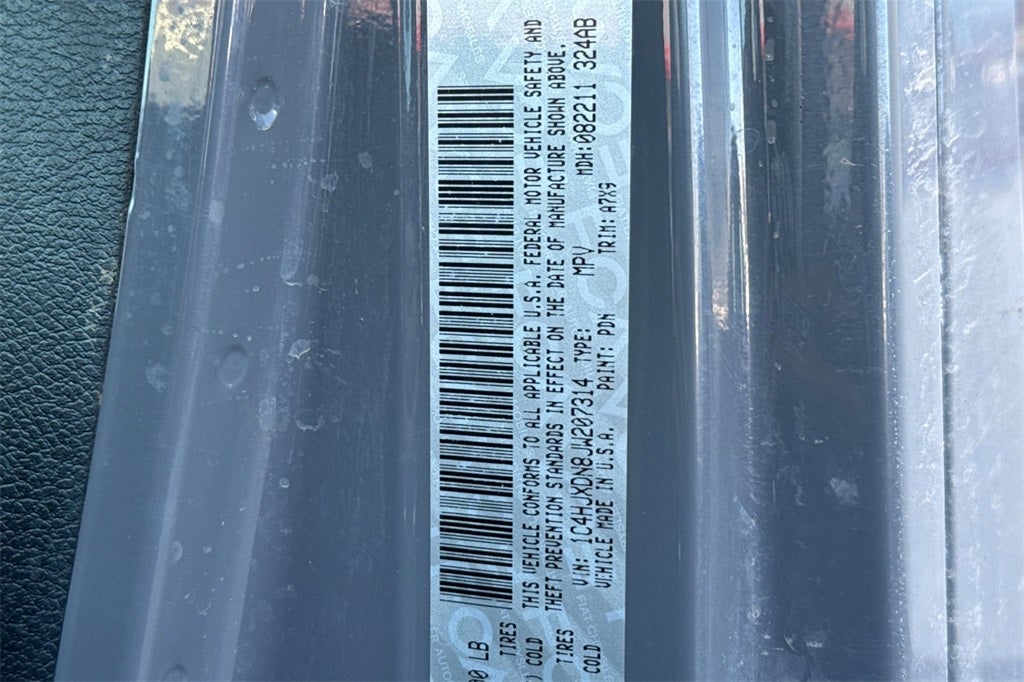 00 LB
TIRES
THIS VEHICLE CONFORMS TO ALL APPLICABLE U.S.A. FEDERAL MOTOR VEHICLE SAFETY AND
COLD
THEFT PREVENTION STANDARDS IN EFFECT ON THE DATE OF MANUFACTURE SHOWN ABOVE.
TIRES
VIN: 1C4HJXDN8JW207314 TYPE: MPV MDH:082211 324AB
COLD
VEHICLE MADE IN U.S.A. PAINT: PDN TRIM: A7X9